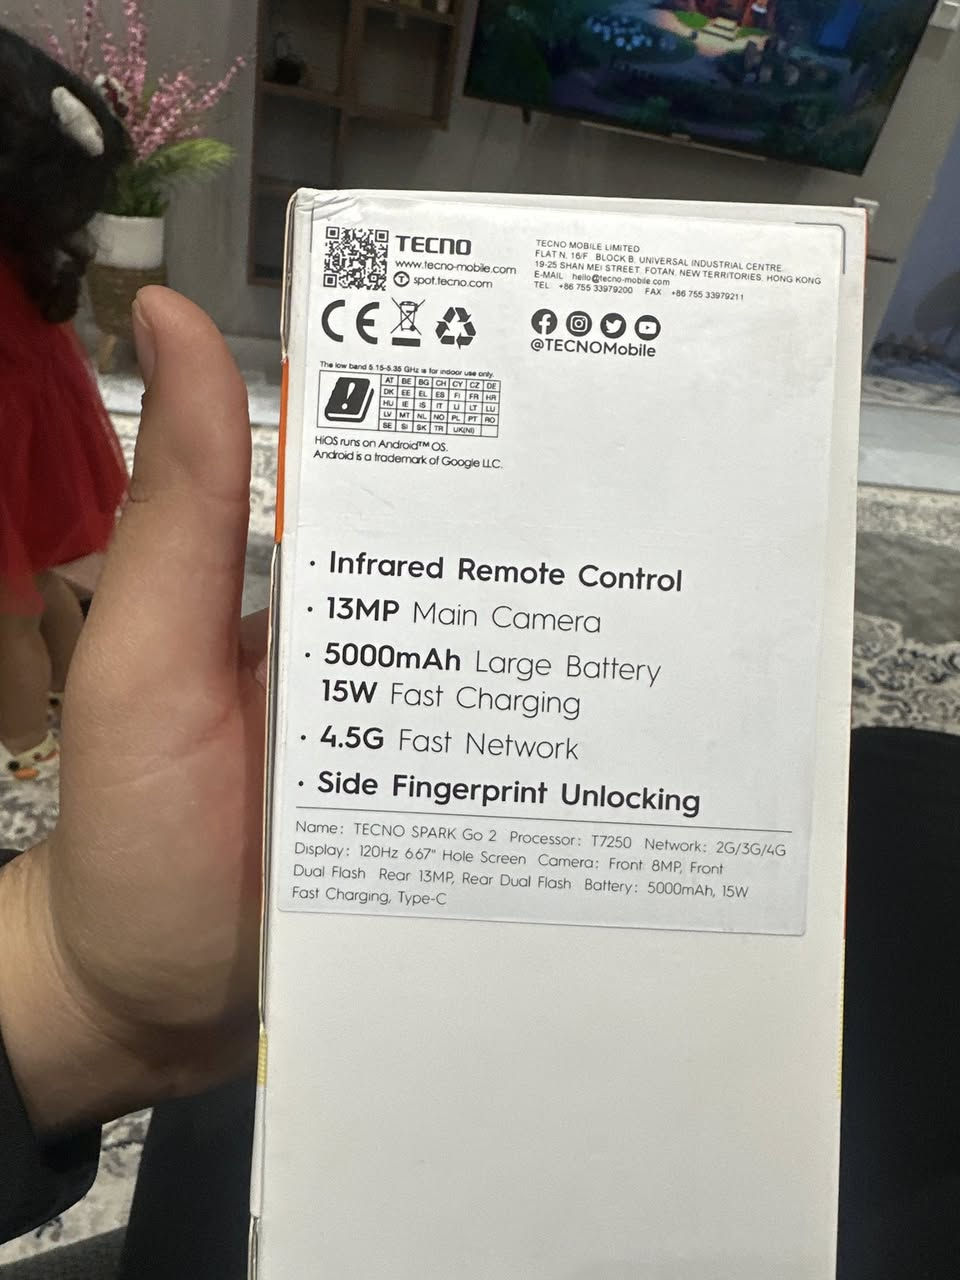 TECNO
www.tecno-mobile.com
spot.tecno.com
TECNO MOBILE LIMITED
FLAT N, 16/F BLOCK B, UNIVERSAL INDUSTRIAL CENTRE,
19-25 SHAN MEI STREET, FOTAN, NEW TERRITORIES, HONG KONG
E-MAIL hello@tecno-mobile.com
TEL +86 755 33979200 FAX +86 755 33979211
CE
@TECNOMobile
The low band 5.15-5.35 GHz is for indoor use only.
AT BE BG CH CY CZ DE
DK EE EL ES FI FR HR
HU IE IS IT LI LT LU
LV MT NL NO PL PT RO
SE SI SK TR UK(NI)
HiOS runs on Android™ OS.
Android is a trademark of Google LLC.
· Infrared Remote Control
· 13MP Main Camera
· 5000mAh Large Battery
15W Fast Charging
· 4.5G Fast Network
· Side Fingerprint Unlocking
Name: TECNO SPARK Go 2 Processor: T7250 Network: 2G/3G/4G
Display: 120Hz 6.67" Hole Screen Camera: Front 8MP, Front
Dual Flash Rear 13MP, Rear Dual Flash Battery: 5000mAh, 15W
Fast Charging, Type-C